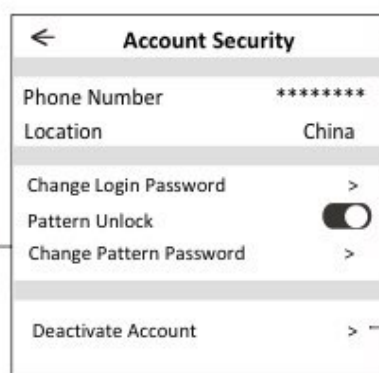 Account Security
Phone Number ********
Location China
Change Login Password >
Pattern Unlock
Change Pattern Password >
Deactivate Account >